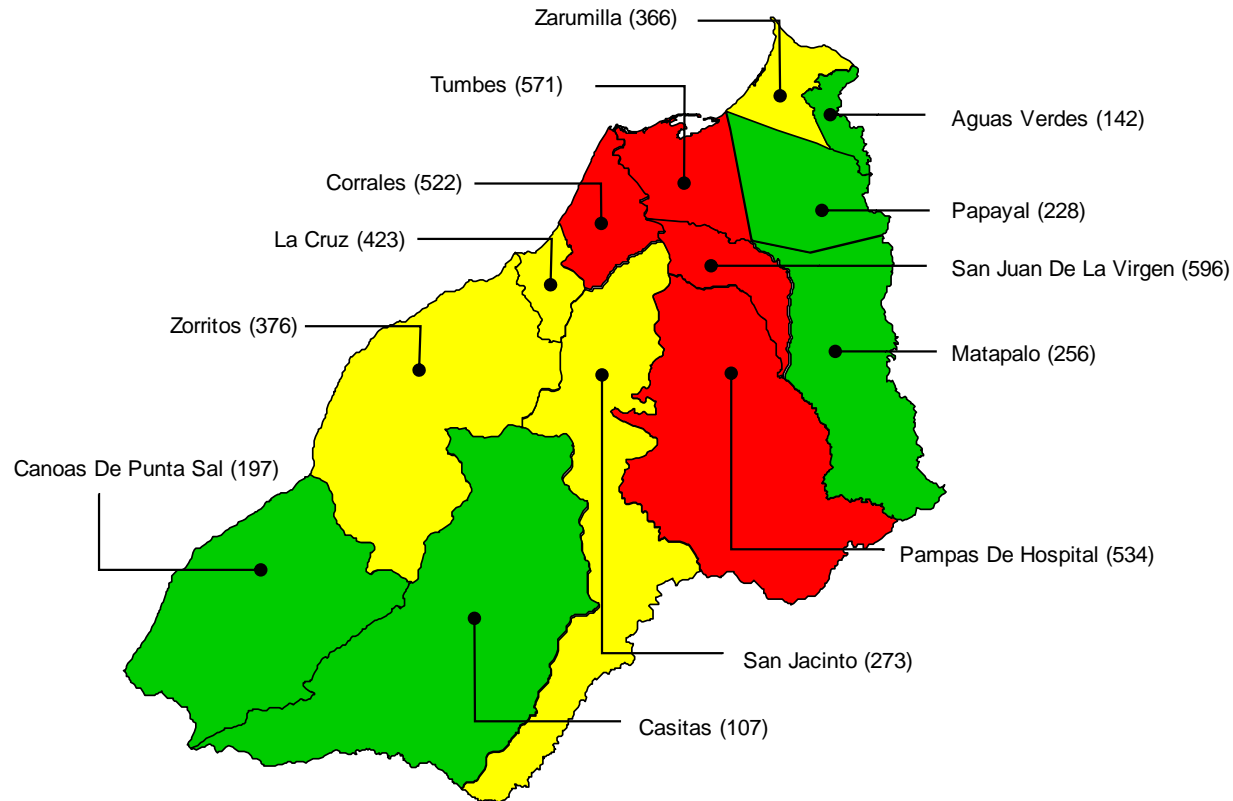 Zarumilla (366)
Tumbes (571)
Aguas Verdes (142)
Corrales (522)
Papayal (228)
La Cruz (423)
San Juan De La Virgen (596)
Zorritos (376)
Matapalo (256)
Canoas De Punta Sal (197)
Pampas De Hospital (534)
San Jacinto (273)
Casitas (107)